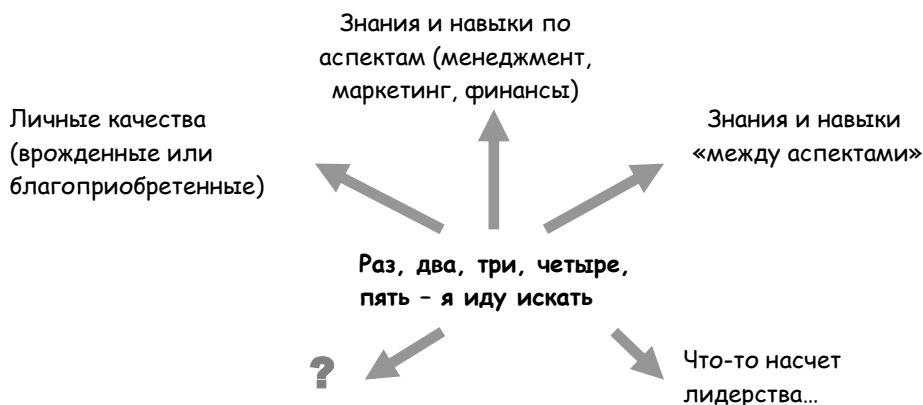 Знания и навыки по
аспектам (менеджмент,
маркетинг, финансы)
Личные качества
(врожденные или
благоприобретенные)
Знания и навыки
«между аспектами»
Раз, два, три, четыре,
пять – я иду искать
?
Что-то насчет
лидерства…